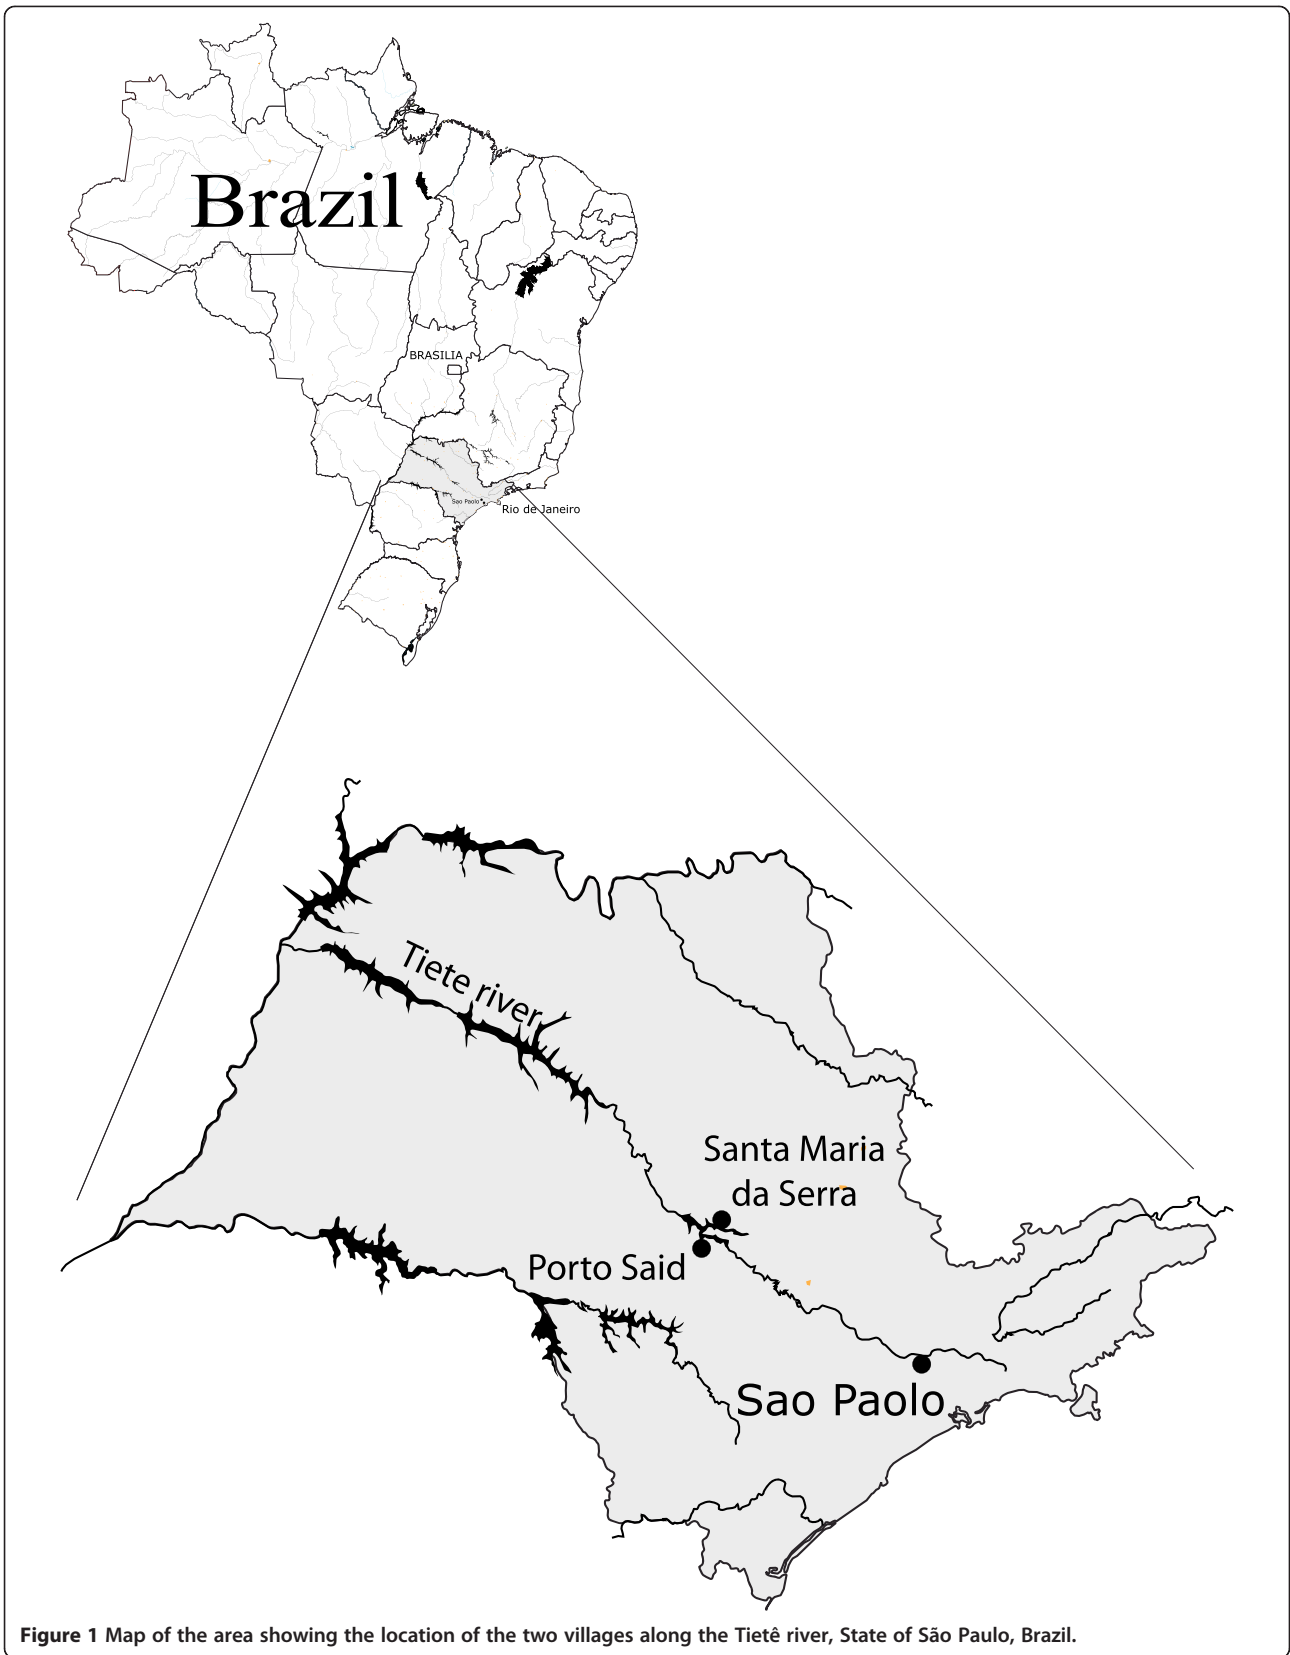 Brazil
BRASILIA
Sao Paolo
Rio de Janeiro
Tiete river
Santa Maria
da Serra
Porto Said
Sao Paolo
Figure 1 Map of the area showing the location of the two villages along the Tietê river, State of São Paulo, Brazil.